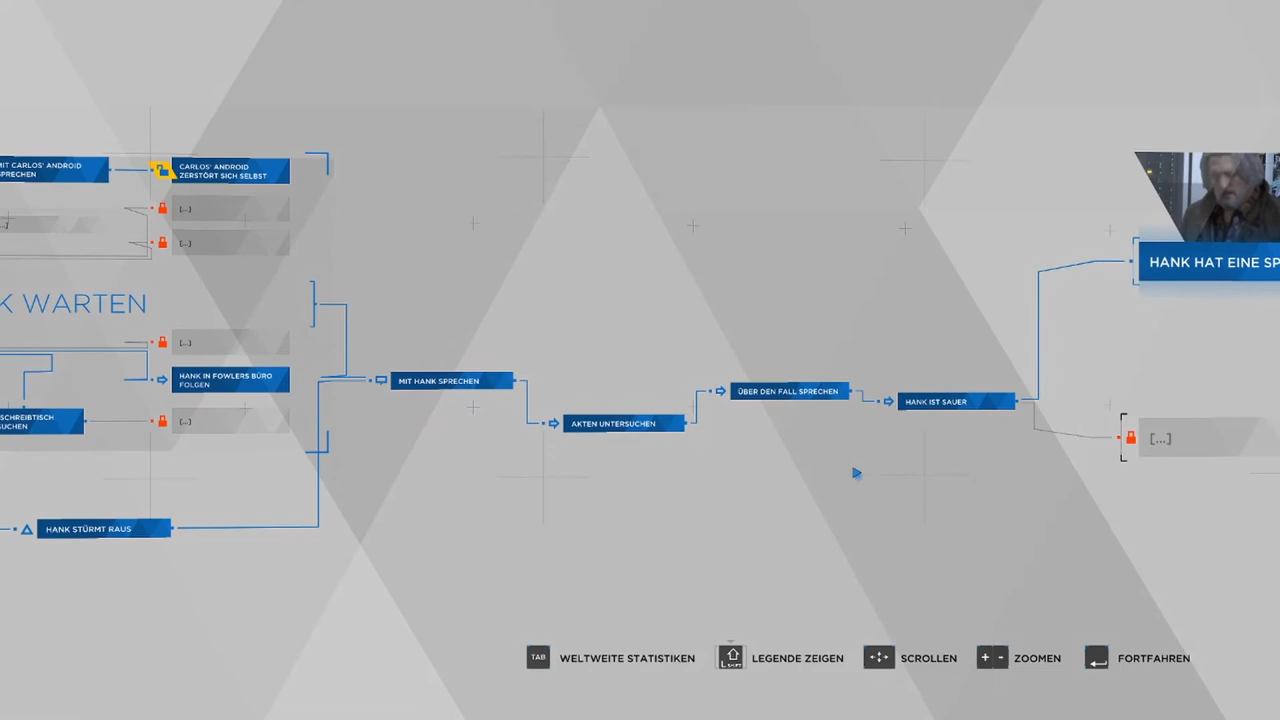 MIT CARLOS' ANDROID
SPRECHEN
CARLOS' ANDROID
ZERSTÖRT SICH SELBST
[...]
...]
[...]
K WARTEN
[...]
HANK IN FOWLERS BÜRO
FOLGEN
SCHREIBTISCH
UCHEN
[...]
HANK STÜRMT RAUS
MIT HANK SPRECHEN
AKTEN UNTERSUCHEN
ÜBER DEN FALL SPRECHEN
HANK IST SAUER
HANK HAT EINE SP
[...]
TAB WELTWEITE STATISTIKEN
LEGENDE ZEIGEN
SCROLLEN
+ - ZOOMEN
FORTFAHREN